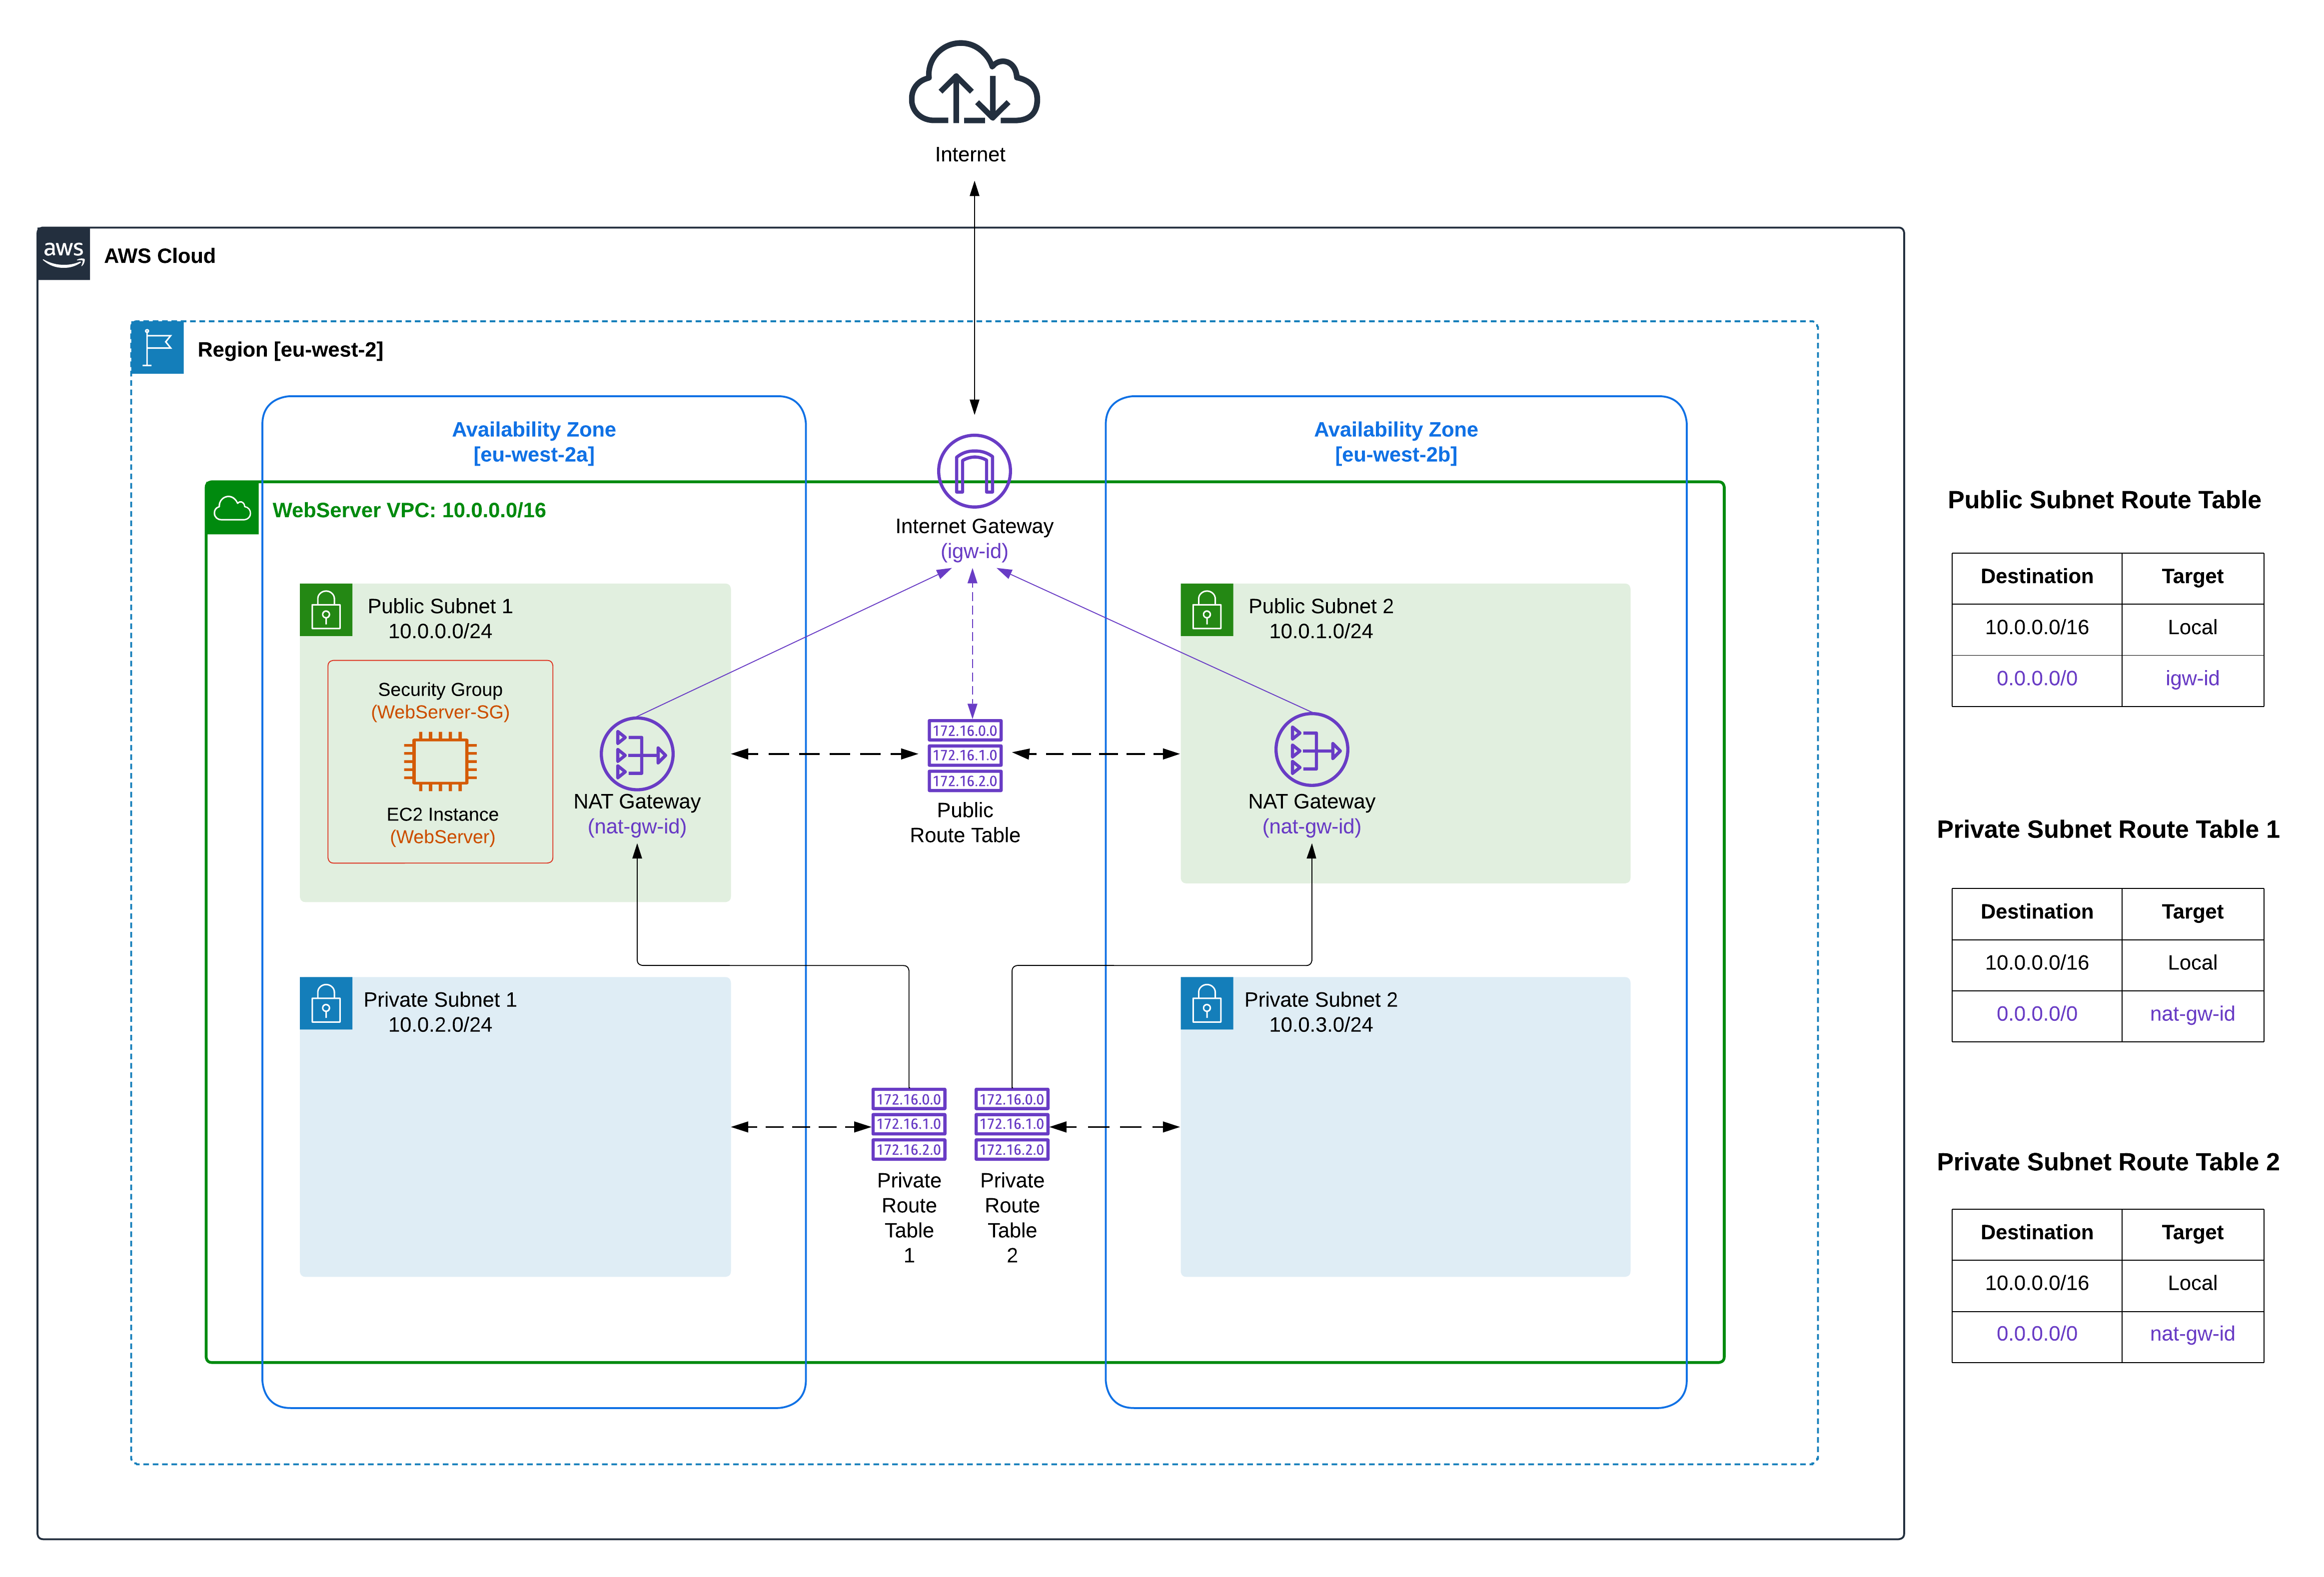 Internet
aws
AWS Cloud
Region [eu-west-2]
Availability Zone
[eu-west-2a]
Availability Zone
[eu-west-2b]
WebServer VPC: 10.0.0.0/16
Internet Gateway
(igw-id)
Public Subnet 1
10.0.0.0/24
Security Group
(WebServer-SG)
EC2 Instance
(WebServer)
NAT Gateway
(nat-gw-id)
172.16.0.0
172.16.1.0
172.16.2.0
Public
Route Table
Public Subnet 2
10.0.1.0/24
NAT Gateway
(nat-gw-id)
Private Subnet 1
10.0.2.0/24
172.16.0.0
172.16.1.0
172.16.2.0
Private
Route
Table
1
172.16.0.0
172.16.1.0
172.16.2.0
Private
Route
Table
2
Private Subnet 2
10.0.3.0/24
Public Subnet Route Table
Destination Target
10.0.0.0/16 Local
0.0.0.0/0 igw-id
Private Subnet Route Table 1
Destination Target
10.0.0.0/16 Local
0.0.0.0/0 nat-gw-id
Private Subnet Route Table 2
Destination Target
10.0.0.0/16 Local
0.0.0.0/0 nat-gw-id